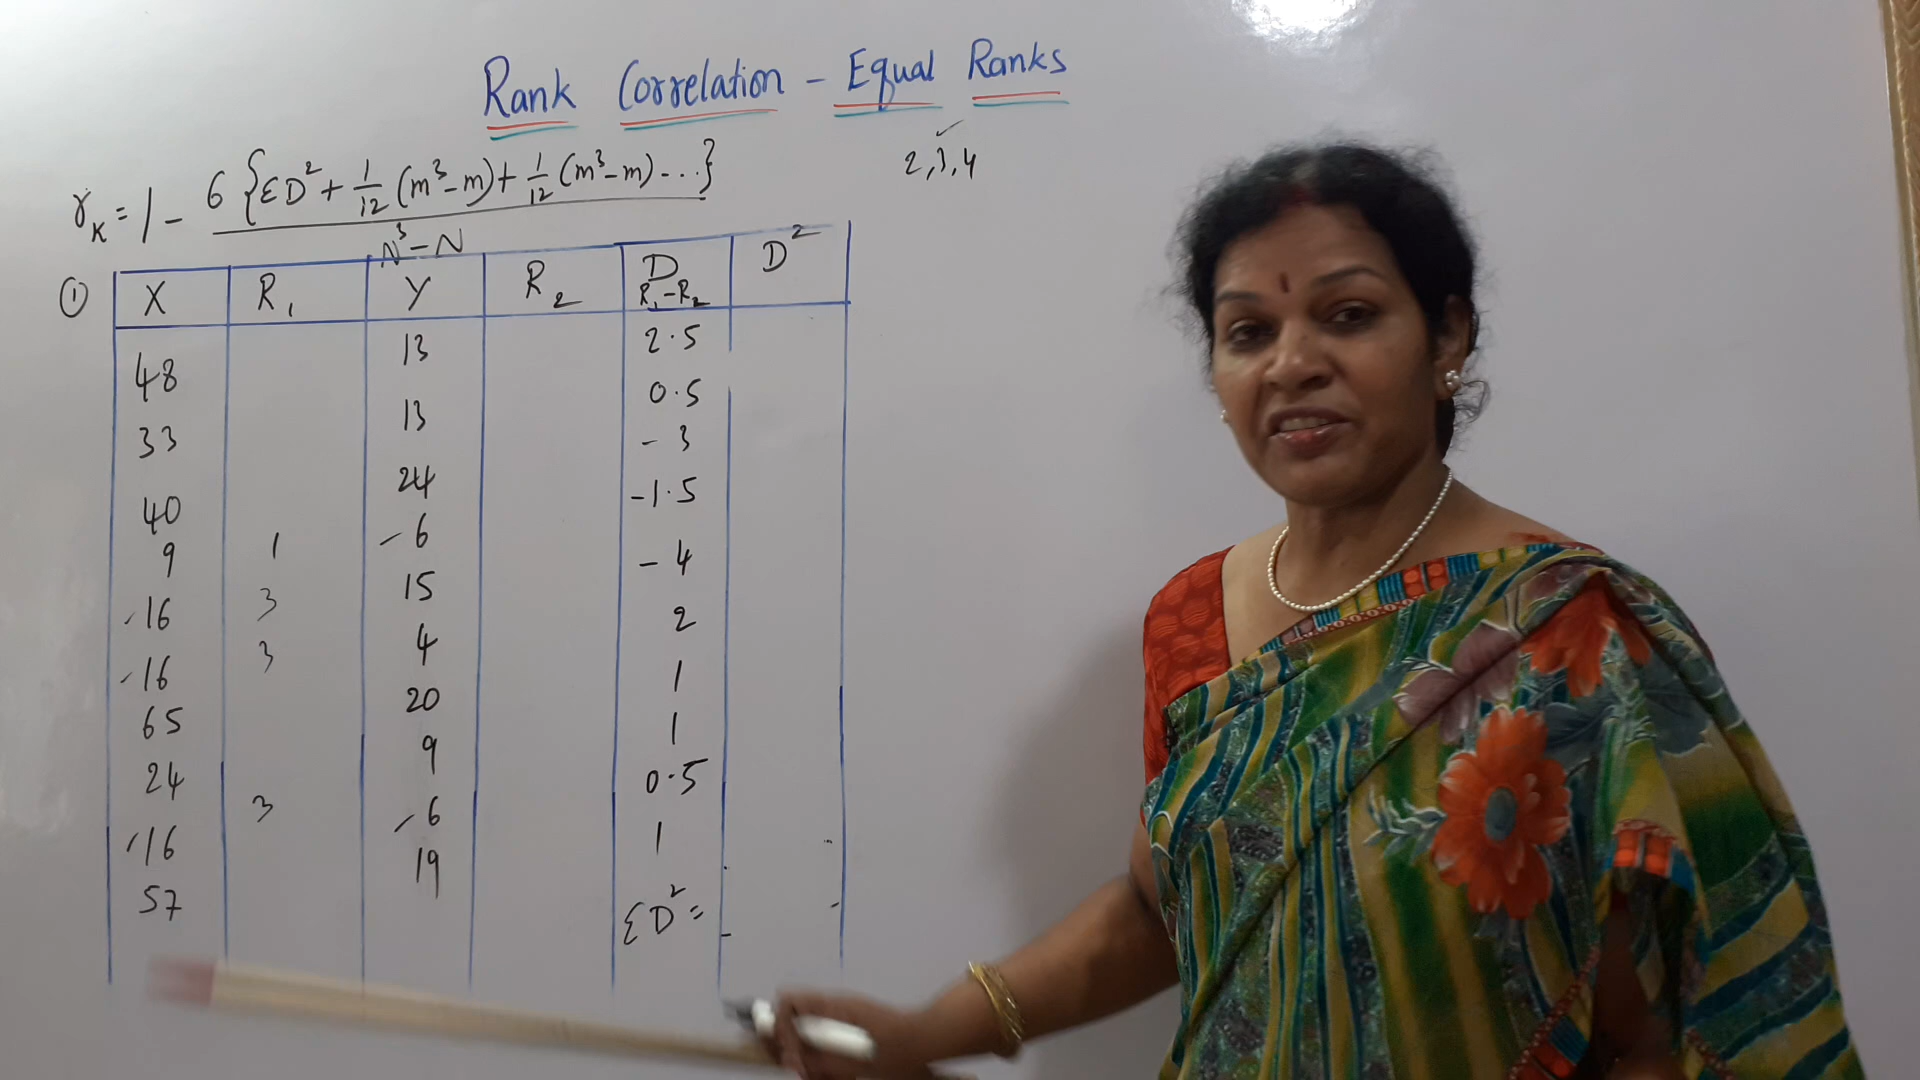 Rank Correlation - Equal Ranks
2,3,4
r_K = 1 - 6 {ΣD² + 1/12 (m³-m) + 1/12 (m³-m) ...} / N³-N
① X R₁ Y R₂ D R₁-R₂ D²
48 13 2.5
33 13 0.5
40 24 -3
9 1 6 -1.5
16 3 15 -4
16 3 4 2
65 20 1
24 9 1
16 3 6 0.5
57 19 1
ΣD² =